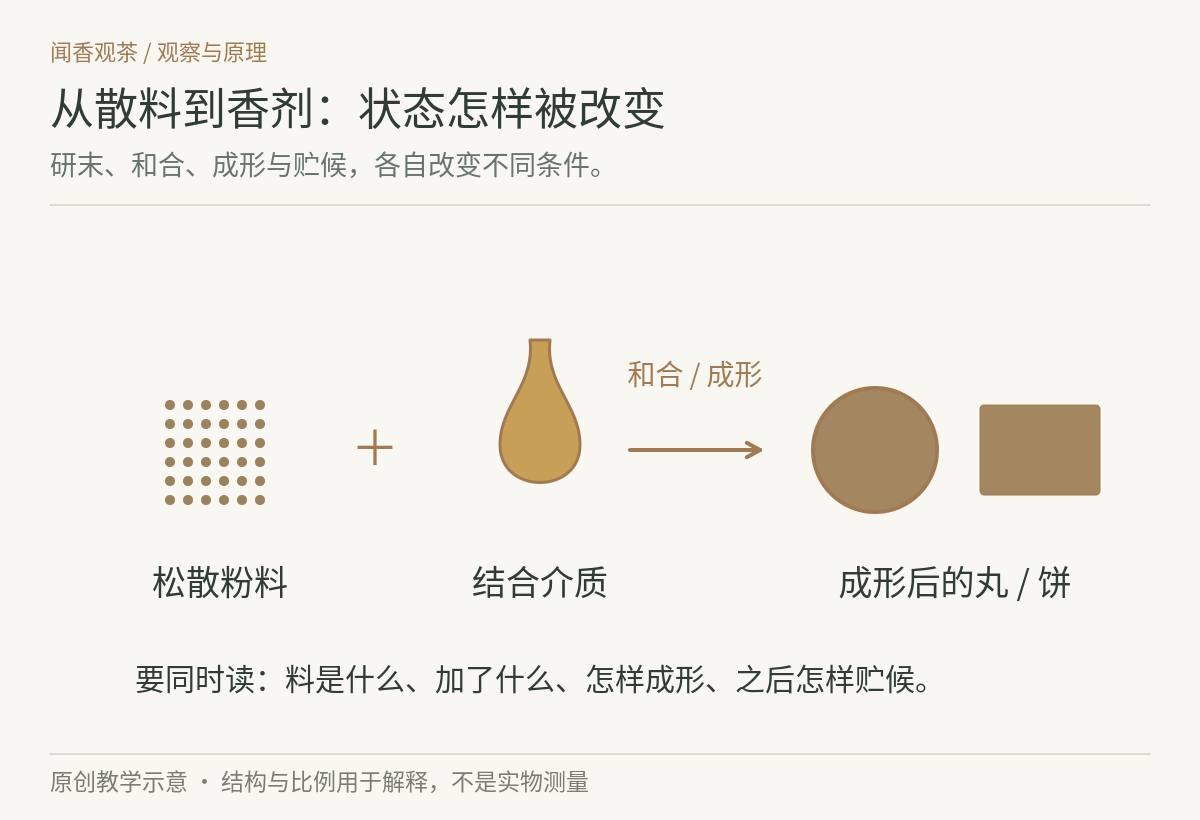 闻香观茶 / 观察与原理
从散料到香剂：状态怎样被改变
研末、和合、成形与贮候，各自改变不同条件。
和合 / 成形
松散粉料
结合介质
成形后的丸 / 饼
要同时读：料是什么、加了什么、怎样成形、之后怎样贮候。
原创教学示意 · 结构与比例用于解释，不是实物测量